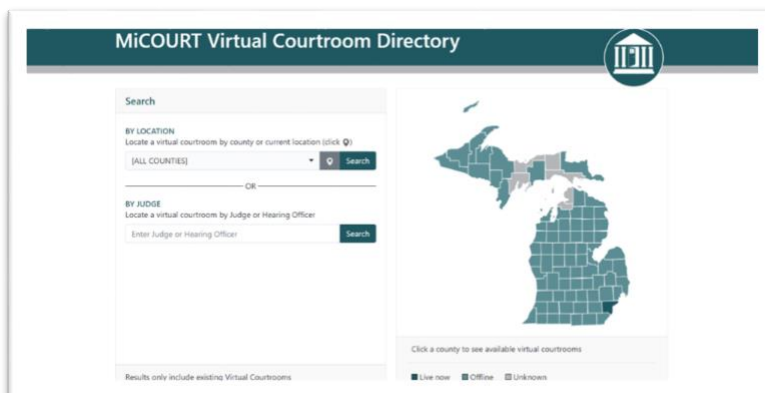 MiCOURT Virtual Courtroom Directory
Search
BY LOCATION
Locate a virtual courtroom by county or current location (click )
[ALL COUNTIES]
Search
OR
BY JUDGE
Locate a virtual courtroom by Judge or Hearing Officer
Enter Judge or Hearing Officer
Search
Results only include existing Virtual Courtrooms
Click a county to see available virtual courtrooms
Live now Offline Unknown